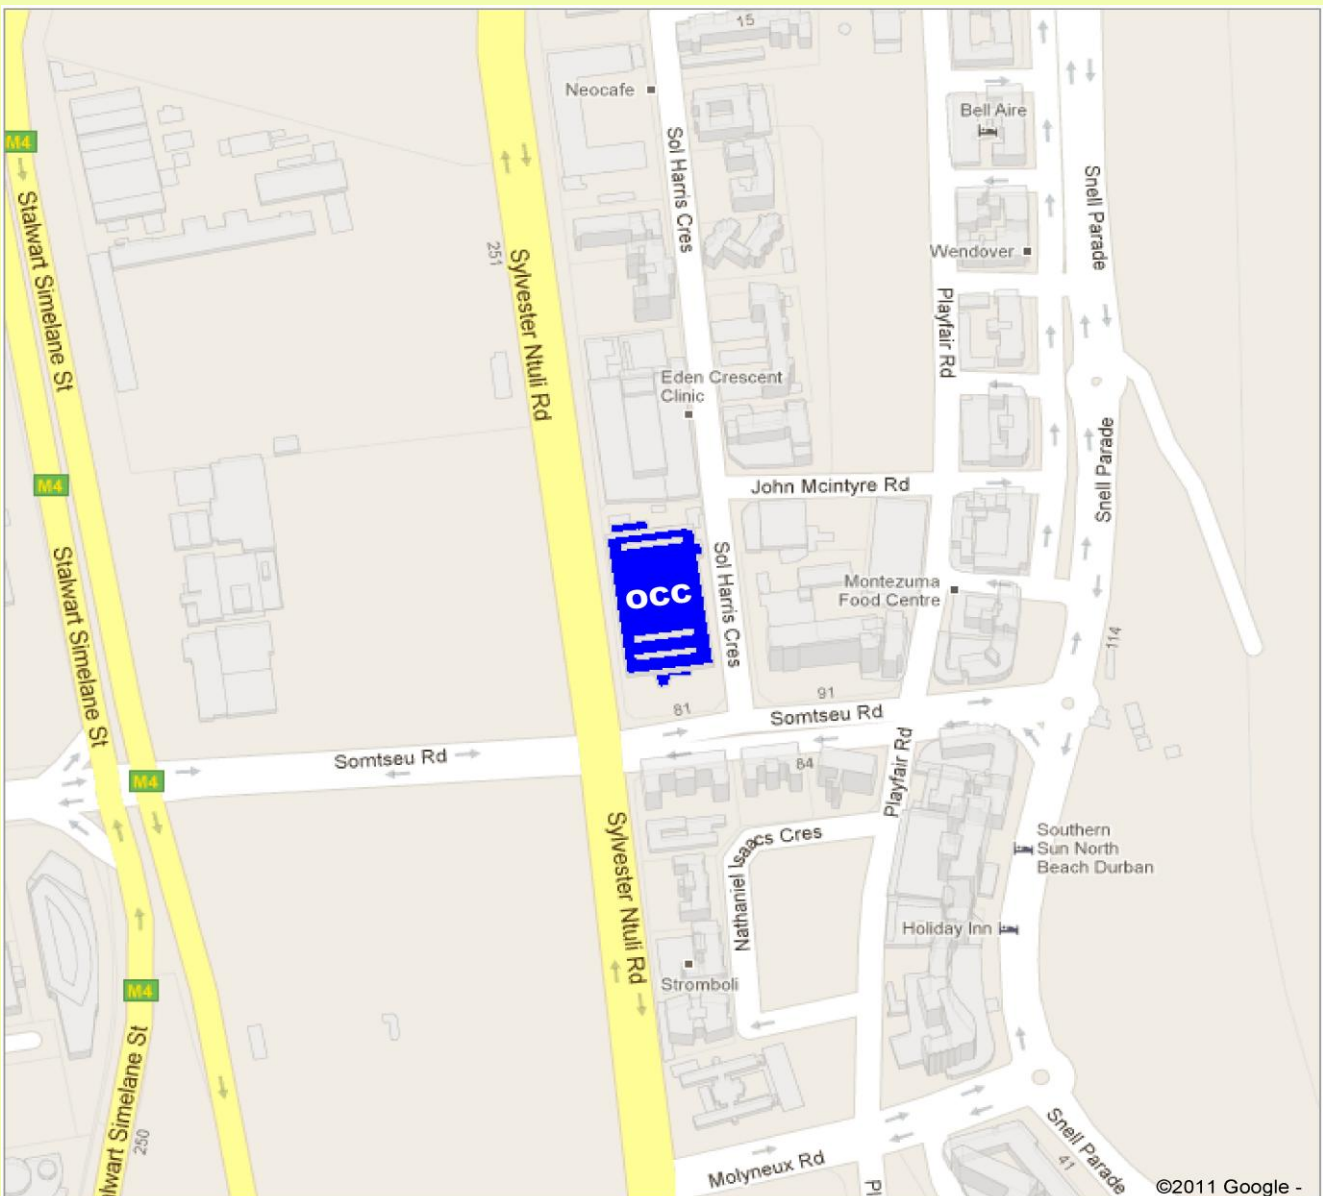 15
Neocafe
Bell Aire
M4
Sol Harris Cres
Snell Parade
Stalwart Simelane St
251
Sylvester Ntuli Rd
Wendover
Playfair Rd
Eden Crescent
Clinic
Snell Parade
M4
John Mcintyre Rd
Stalwart Simelane St
OCC
Sol Harris Cres
Montezuma
Food Centre
114
81
91
Somtseu Rd
Somtseu Rd
Playfair Rd
84
M4
Sylvester Ntuli Rd
Nathaniel Isaacs Cres
Southern
Sun North
Beach Durban
Holiday Inn
Stromboli
M4
lwart Simelane St
250
Molyneux Rd
Pl
Snell Parade
41
©2011 Google -